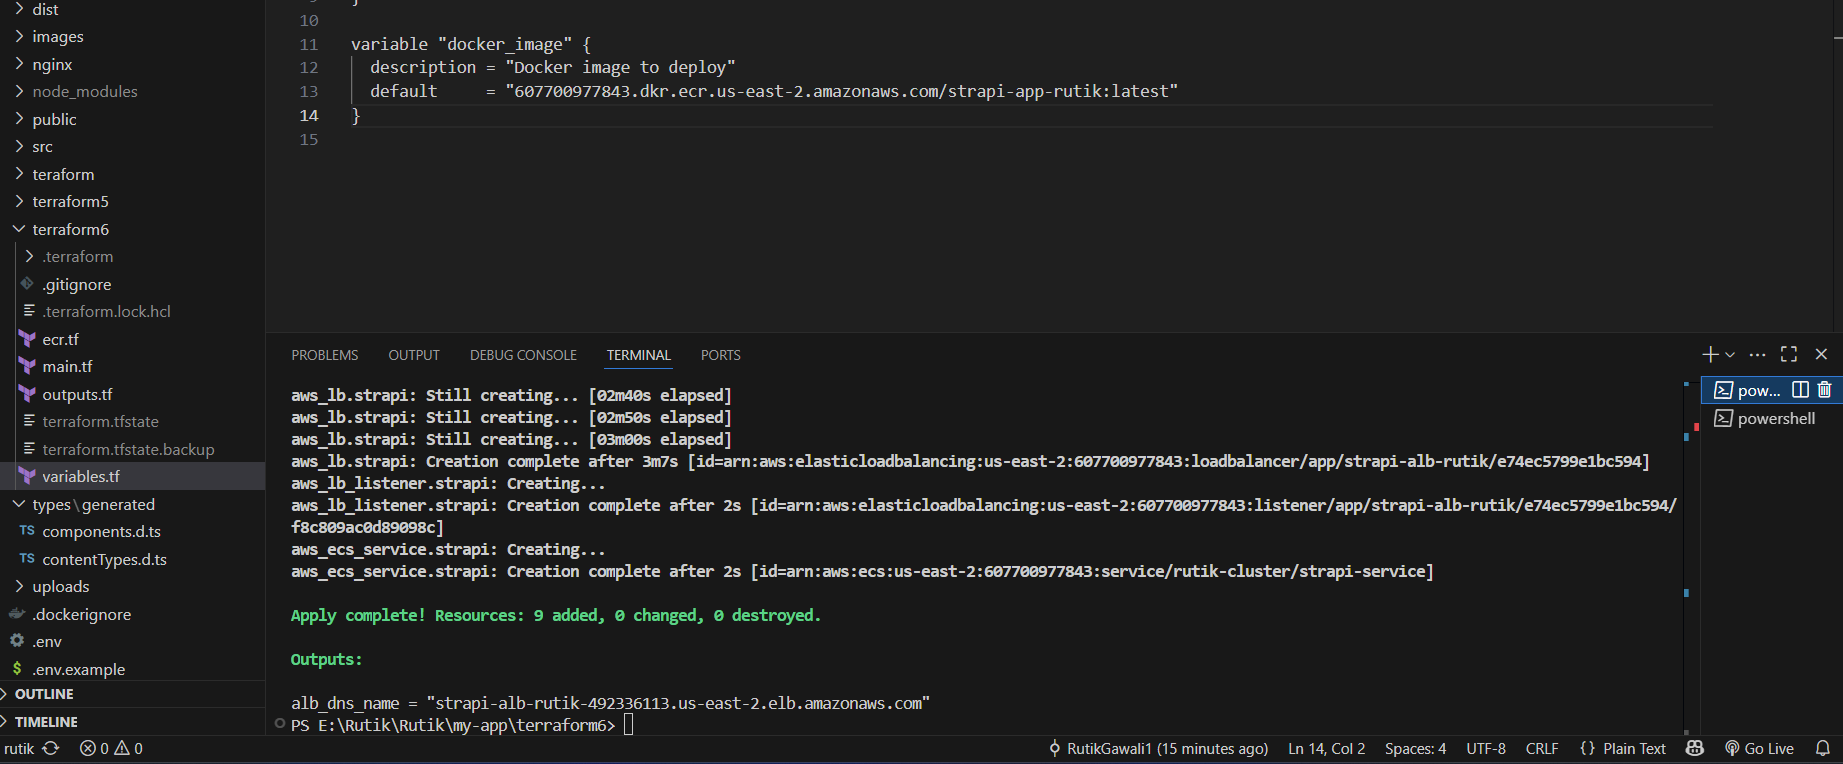 dist
images
nginx
node_modules
public
src
teraform
terraform5
terraform6
.terraform
.gitignore
.terraform.lock.hcl
ecr.tf
main.tf
outputs.tf
terraform.tfstate
terraform.tfstate.backup
variables.tf
types\generated
TS components.d.ts
TS contentTypes.d.ts
uploads
.dockerignore
.env
$ .env.example
OUTLINE
TIMELINE
10
11 variable "docker_image" {
12 description = "Docker image to deploy"
13 default     = "607700977843.dkr.ecr.us-east-2.amazonaws.com/strapi-app-rutik:latest"
14 }
15
PROBLEMS OUTPUT DEBUG CONSOLE TERMINAL PORTS
aws_lb.strapi: Still creating... [02m40s elapsed]
aws_lb.strapi: Still creating... [02m50s elapsed]
aws_lb.strapi: Still creating... [03m00s elapsed]
aws_lb.strapi: Creation complete after 3m7s [id=arn:aws:elasticloadbalancing:us-east-2:607700977843:loadbalancer/app/strapi-alb-rutik/e74ec5799e1bc594]
aws_lb_listener.strapi: Creating...
aws_lb_listener.strapi: Creation complete after 2s [id=arn:aws:elasticloadbalancing:us-east-2:607700977843:listener/app/strapi-alb-rutik/e74ec5799e1bc594/
f8c809ac0d89098c]
aws_ecs_service.strapi: Creating...
aws_ecs_service.strapi: Creation complete after 2s [id=arn:aws:ecs:us-east-2:607700977843:service/rutik-cluster/strapi-service]
Apply complete! Resources: 9 added, 0 changed, 0 destroyed.
Outputs:
alb_dns_name = "strapi-alb-rutik-492336113.us-east-2.elb.amazonaws.com"
PS E:\Rutik\Rutik\my-app\terraform6>
pow...
powershell
rutik 0 0 RutikGawali1 (15 minutes ago) Ln 14, Col 2 Spaces: 4 UTF-8 CRLF {} Plain Text Go Live